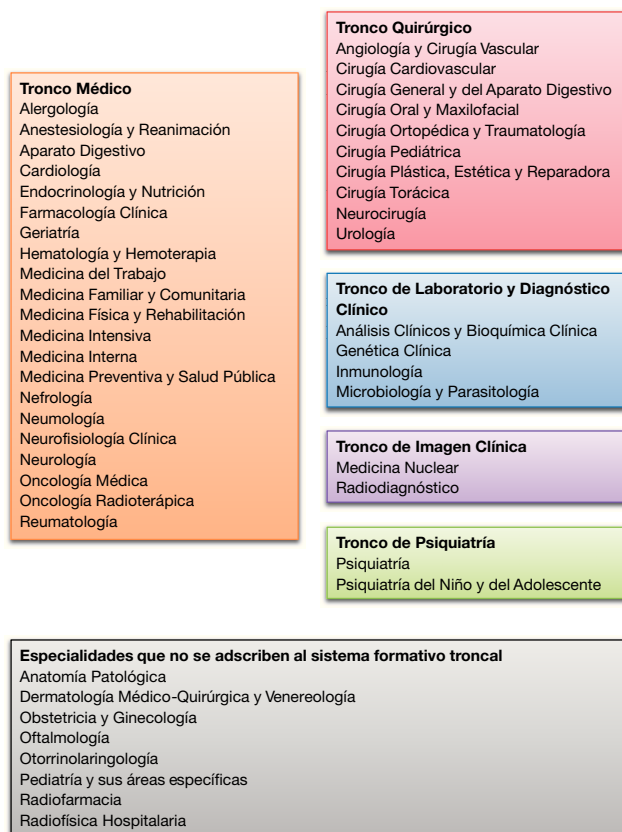 Tronco Médico
Alergología
Anestesiología y Reanimación
Aparato Digestivo
Cardiología
Endocrinología y Nutrición
Farmacología Clínica
Geriatría
Hematología y Hemoterapia
Medicina del Trabajo
Medicina Familiar y Comunitaria
Medicina Física y Rehabilitación
Medicina Intensiva
Medicina Interna
Medicina Preventiva y Salud Pública
Nefrología
Neumología
Neurofisiología Clínica
Neurología
Oncología Médica
Oncología Radioterápica
Reumatología
Tronco Quirúrgico
Angiología y Cirugía Vascular
Cirugía Cardiovascular
Cirugía General y del Aparato Digestivo
Cirugía Oral y Maxilofacial
Cirugía Ortopédica y Traumatología
Cirugía Pediátrica
Cirugía Plástica, Estética y Reparadora
Cirugía Torácica
Neurocirugía
Urología
Tronco de Laboratorio y Diagnóstico
Clínico
Análisis Clínicos y Bioquímica Clínica
Genética Clínica
Inmunología
Microbiología y Parasitología
Tronco de Imagen Clínica
Medicina Nuclear
Radiodiagnóstico
Tronco de Psiquiatría
Psiquiatría
Psiquiatría del Niño y del Adolescente
Especialidades que no se adscriben al sistema formativo troncal
Anatomía Patológica
Dermatología Médico-Quirúrgica y Venereología
Obstetricia y Ginecología
Oftalmología
Otorrinolaringología
Pediatría y sus áreas específicas
Radiofarmacia
Radiofísica Hospitalaria